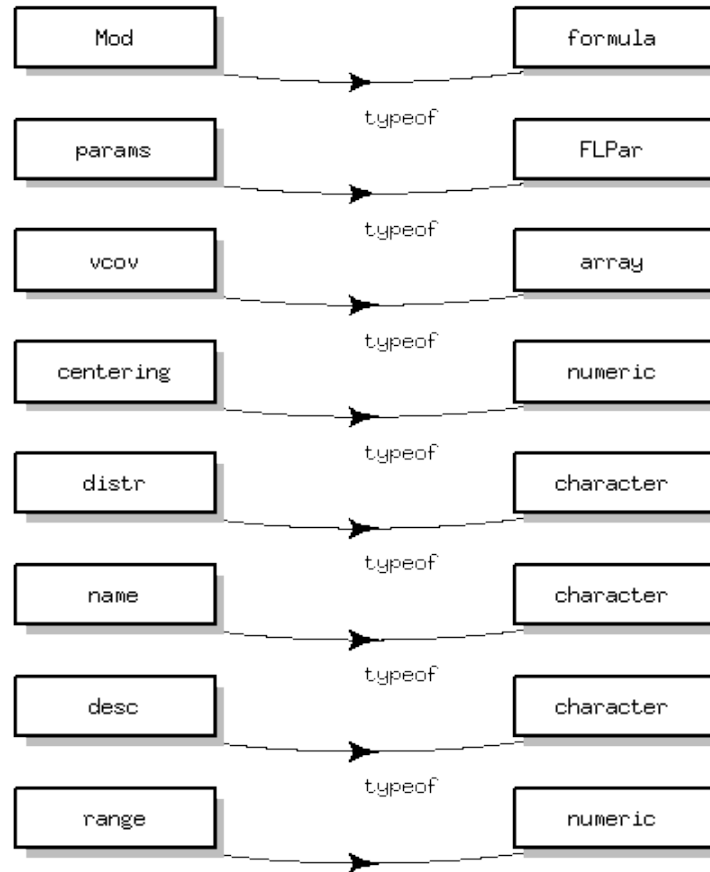 Mod formula
typeof
params FLPar
typeof
vcov array
typeof
centering numeric
typeof
distr character
typeof
name character
typeof
desc character
typeof
range numeric